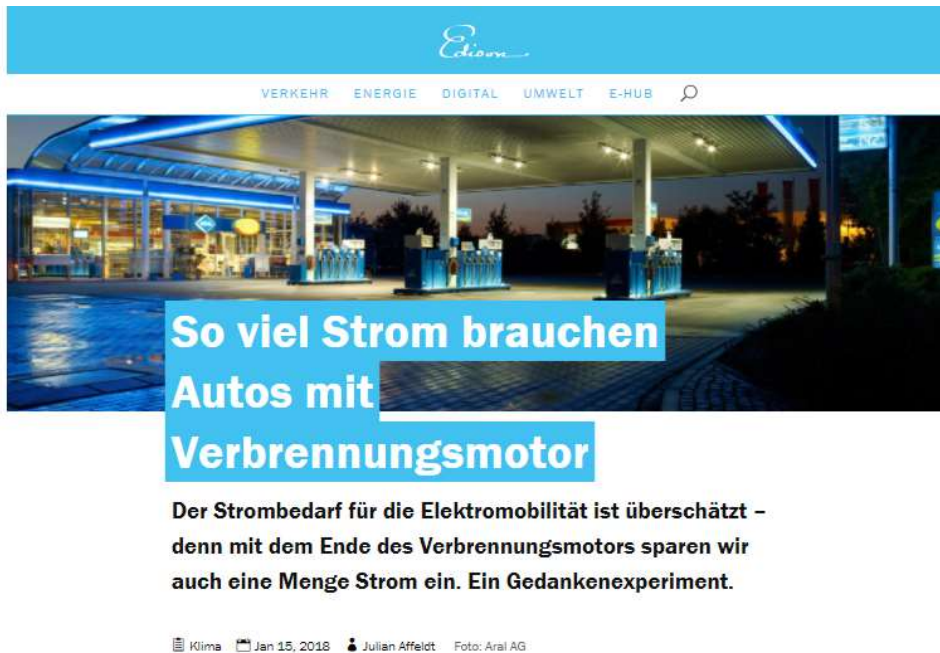 Edison
VERKEHR ENERGIE DIGITAL UMWELT E-HUB
So viel Strom brauchen
Autos mit
Verbrennungsmotor
Der Strombedarf für die Elektromobilität ist überschätzt –
denn mit dem Ende des Verbrennungsmotors sparen wir
auch eine Menge Strom ein. Ein Gedankenexperiment.
Klima Jan 15, 2018 Julian Affeldt Foto: Aral AG